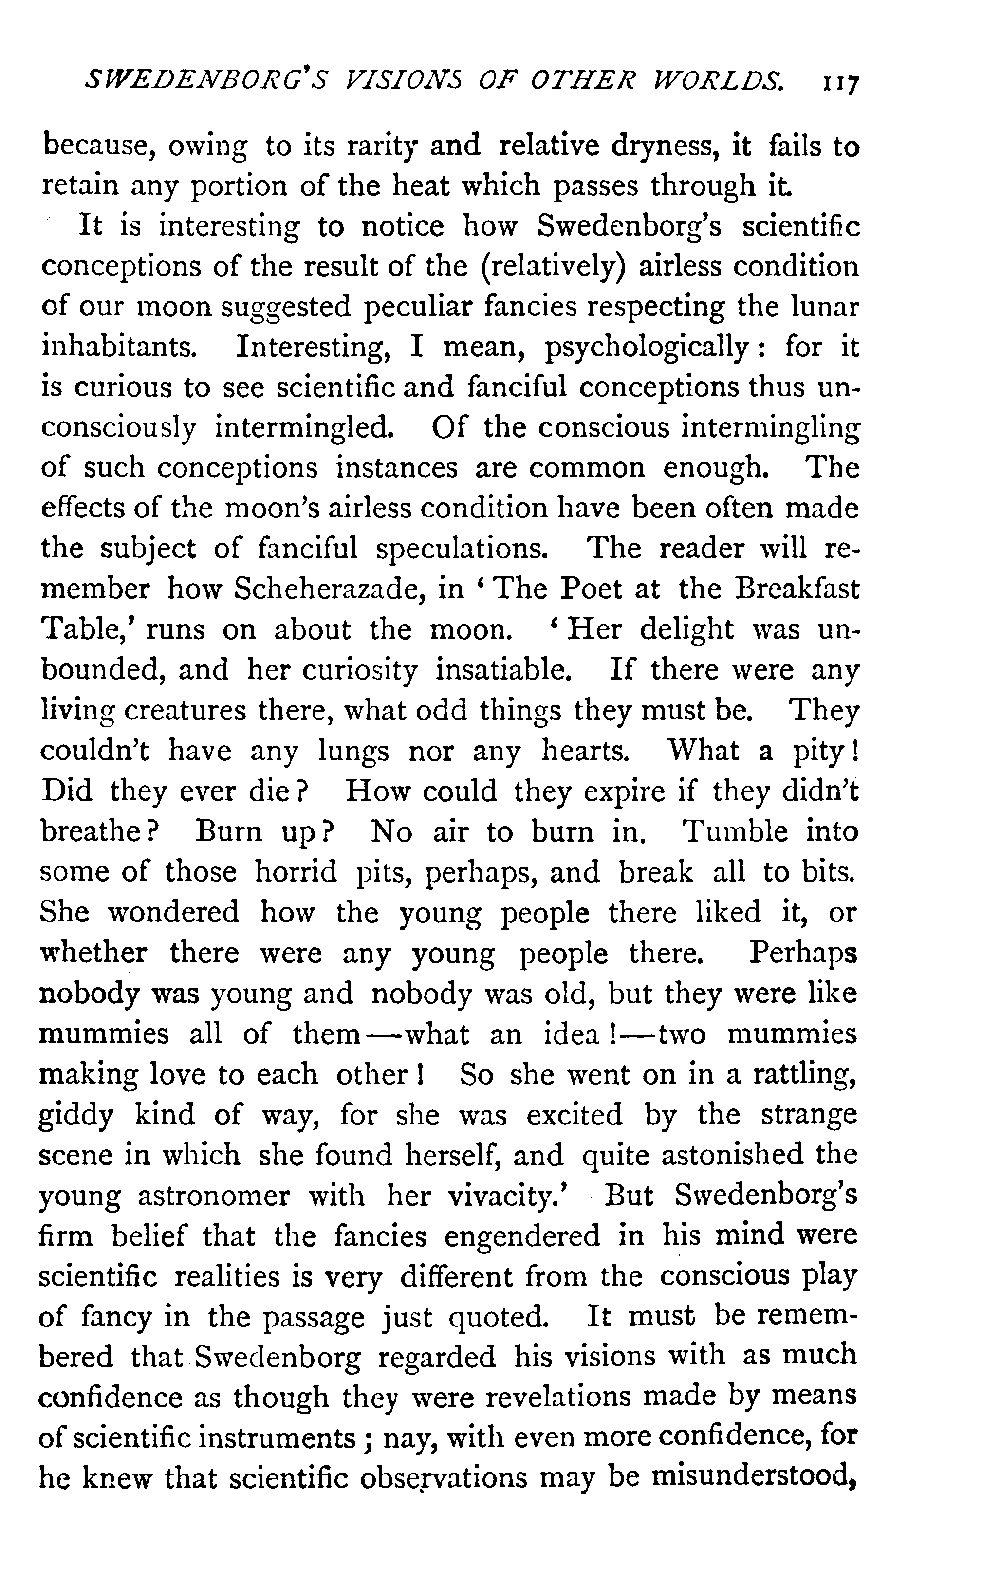 SWEDENBORG'S VISIONS OF OTHER WORLDS. 117
because, owing to its rarity and relative dryness, it fails to
retain any portion of the heat which passes through it.
It is interesting to notice how Swedenborg's scientific
conceptions of the result of the (relatively) airless condition
of our moon suggested peculiar fancies respecting the lunar
inhabitants. Interesting, I mean, psychologically : for it
is curious to see scientific and fanciful conceptions thus un-
consciously intermingled. Of the conscious intermingling
of such conceptions instances are common enough. The
effects of the moon's airless condition have been often made
the subject of fanciful speculations. The reader will re-
member how Scheherazade, in ‘ The Poet at the Breakfast
Table,’ runs on about the moon. ‘ Her delight was un-
bounded, and her curiosity insatiable. If there were any
living creatures there, what odd things they must be. They
couldn't have any lungs nor any hearts. What a pity !
Did they ever die ? How could they expire if they didn't
breathe ? Burn up ? No air to burn in. Tumble into
some of those horrid pits, perhaps, and break all to bits.
She wondered how the young people there liked it, or
whether there were any young people there. Perhaps
nobody was young and nobody was old, but they were like
mummies all of them—what an idea !—two mummies
making love to each other ! So she went on in a rattling,
giddy kind of way, for she was excited by the strange
scene in which she found herself, and quite astonished the
young astronomer with her vivacity.’ But Swedenborg's
firm belief that the fancies engendered in his mind were
scientific realities is very different from the conscious play
of fancy in the passage just quoted. It must be remem-
bered that Swedenborg regarded his visions with as much
confidence as though they were revelations made by means
of scientific instruments ; nay, with even more confidence, for
he knew that scientific observations may be misunderstood,